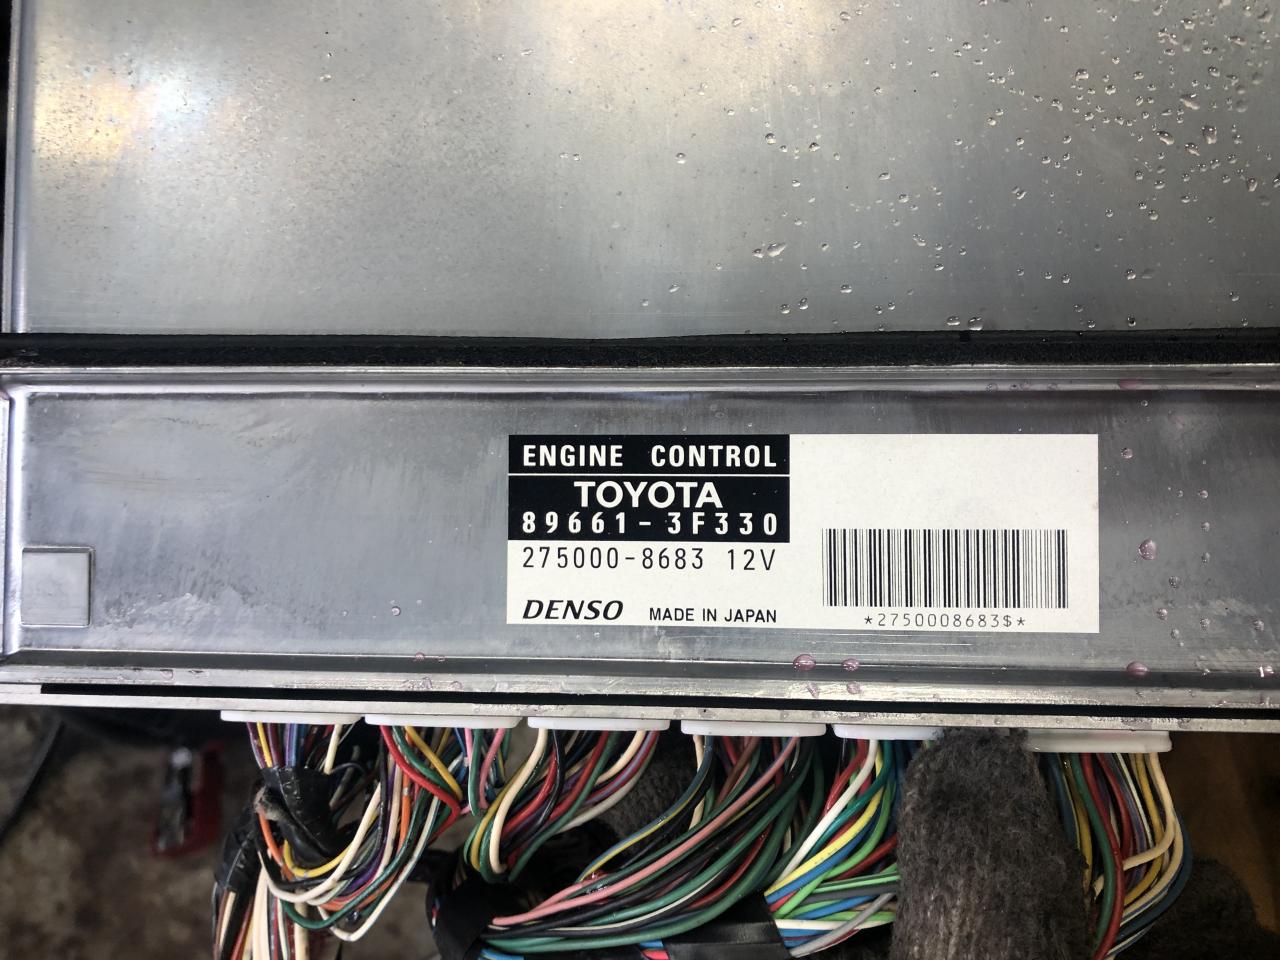 ENGINE CONTROL
TOYOTA
89661-3F330
275000-8683 12V
DENSO MADE IN JAPAN
*2750008683$*